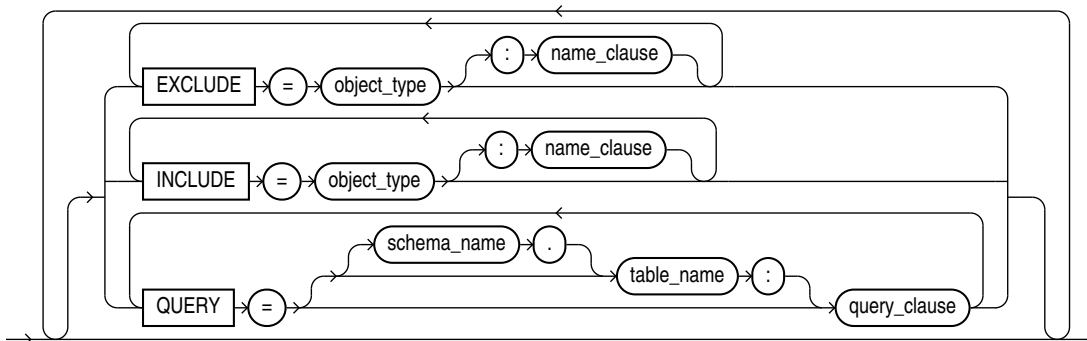 : name_clause
EXCLUDE = object_type
: name_clause
INCLUDE = object_type
schema_name .
table_name :
QUERY = query_clause